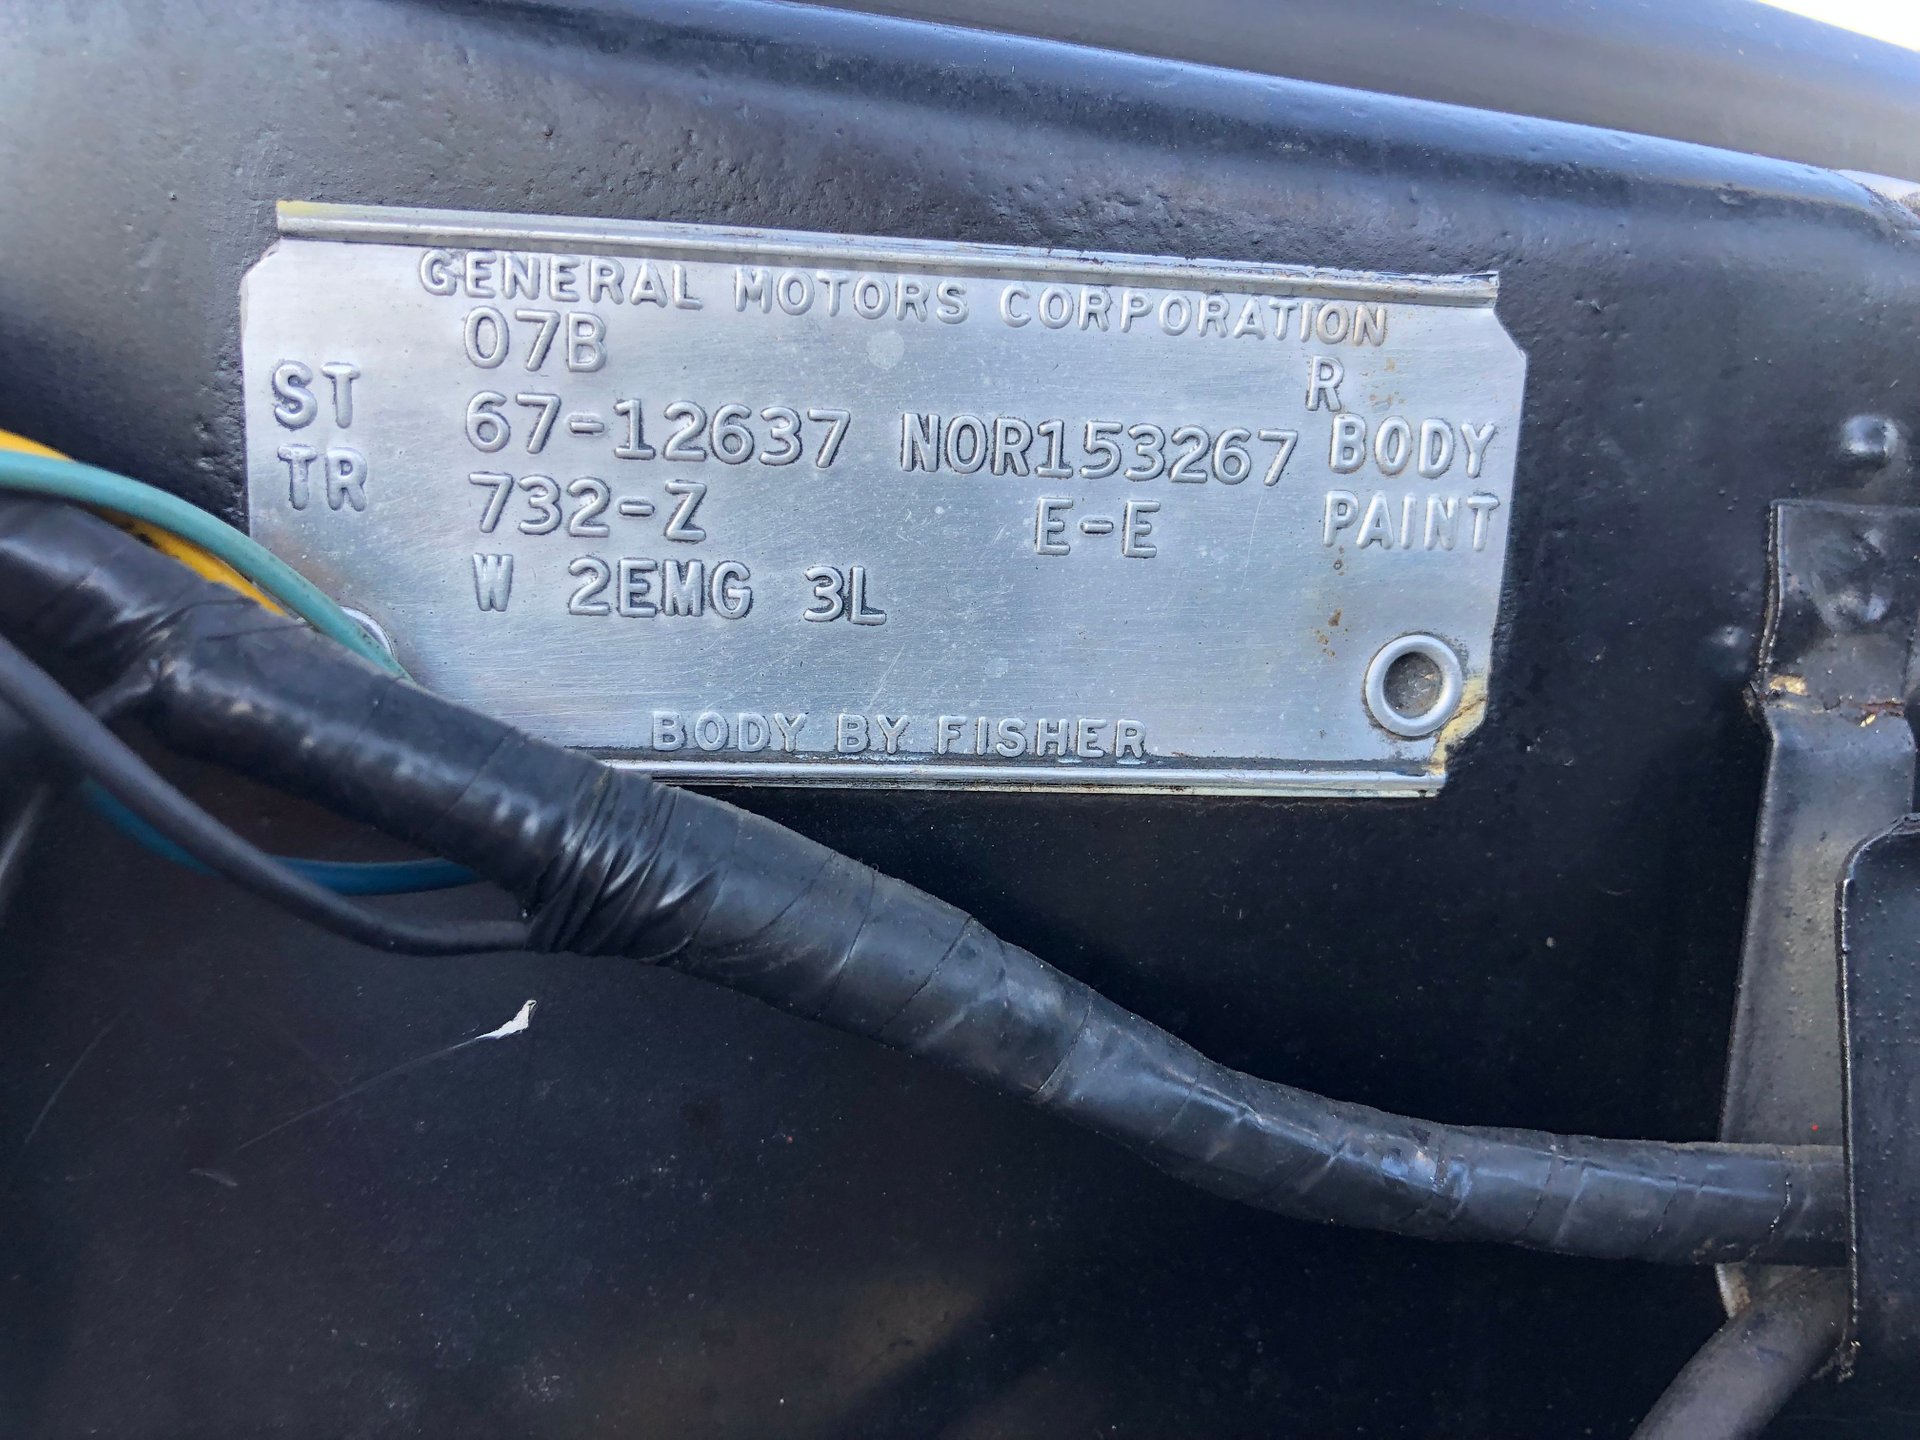 GENERAL MOTORS CORPORATION
07B R
ST 67-12637 NOR153267 BODY
TR 732-Z E-E PAINT
W 2EMG 3L
BODY BY FISHER